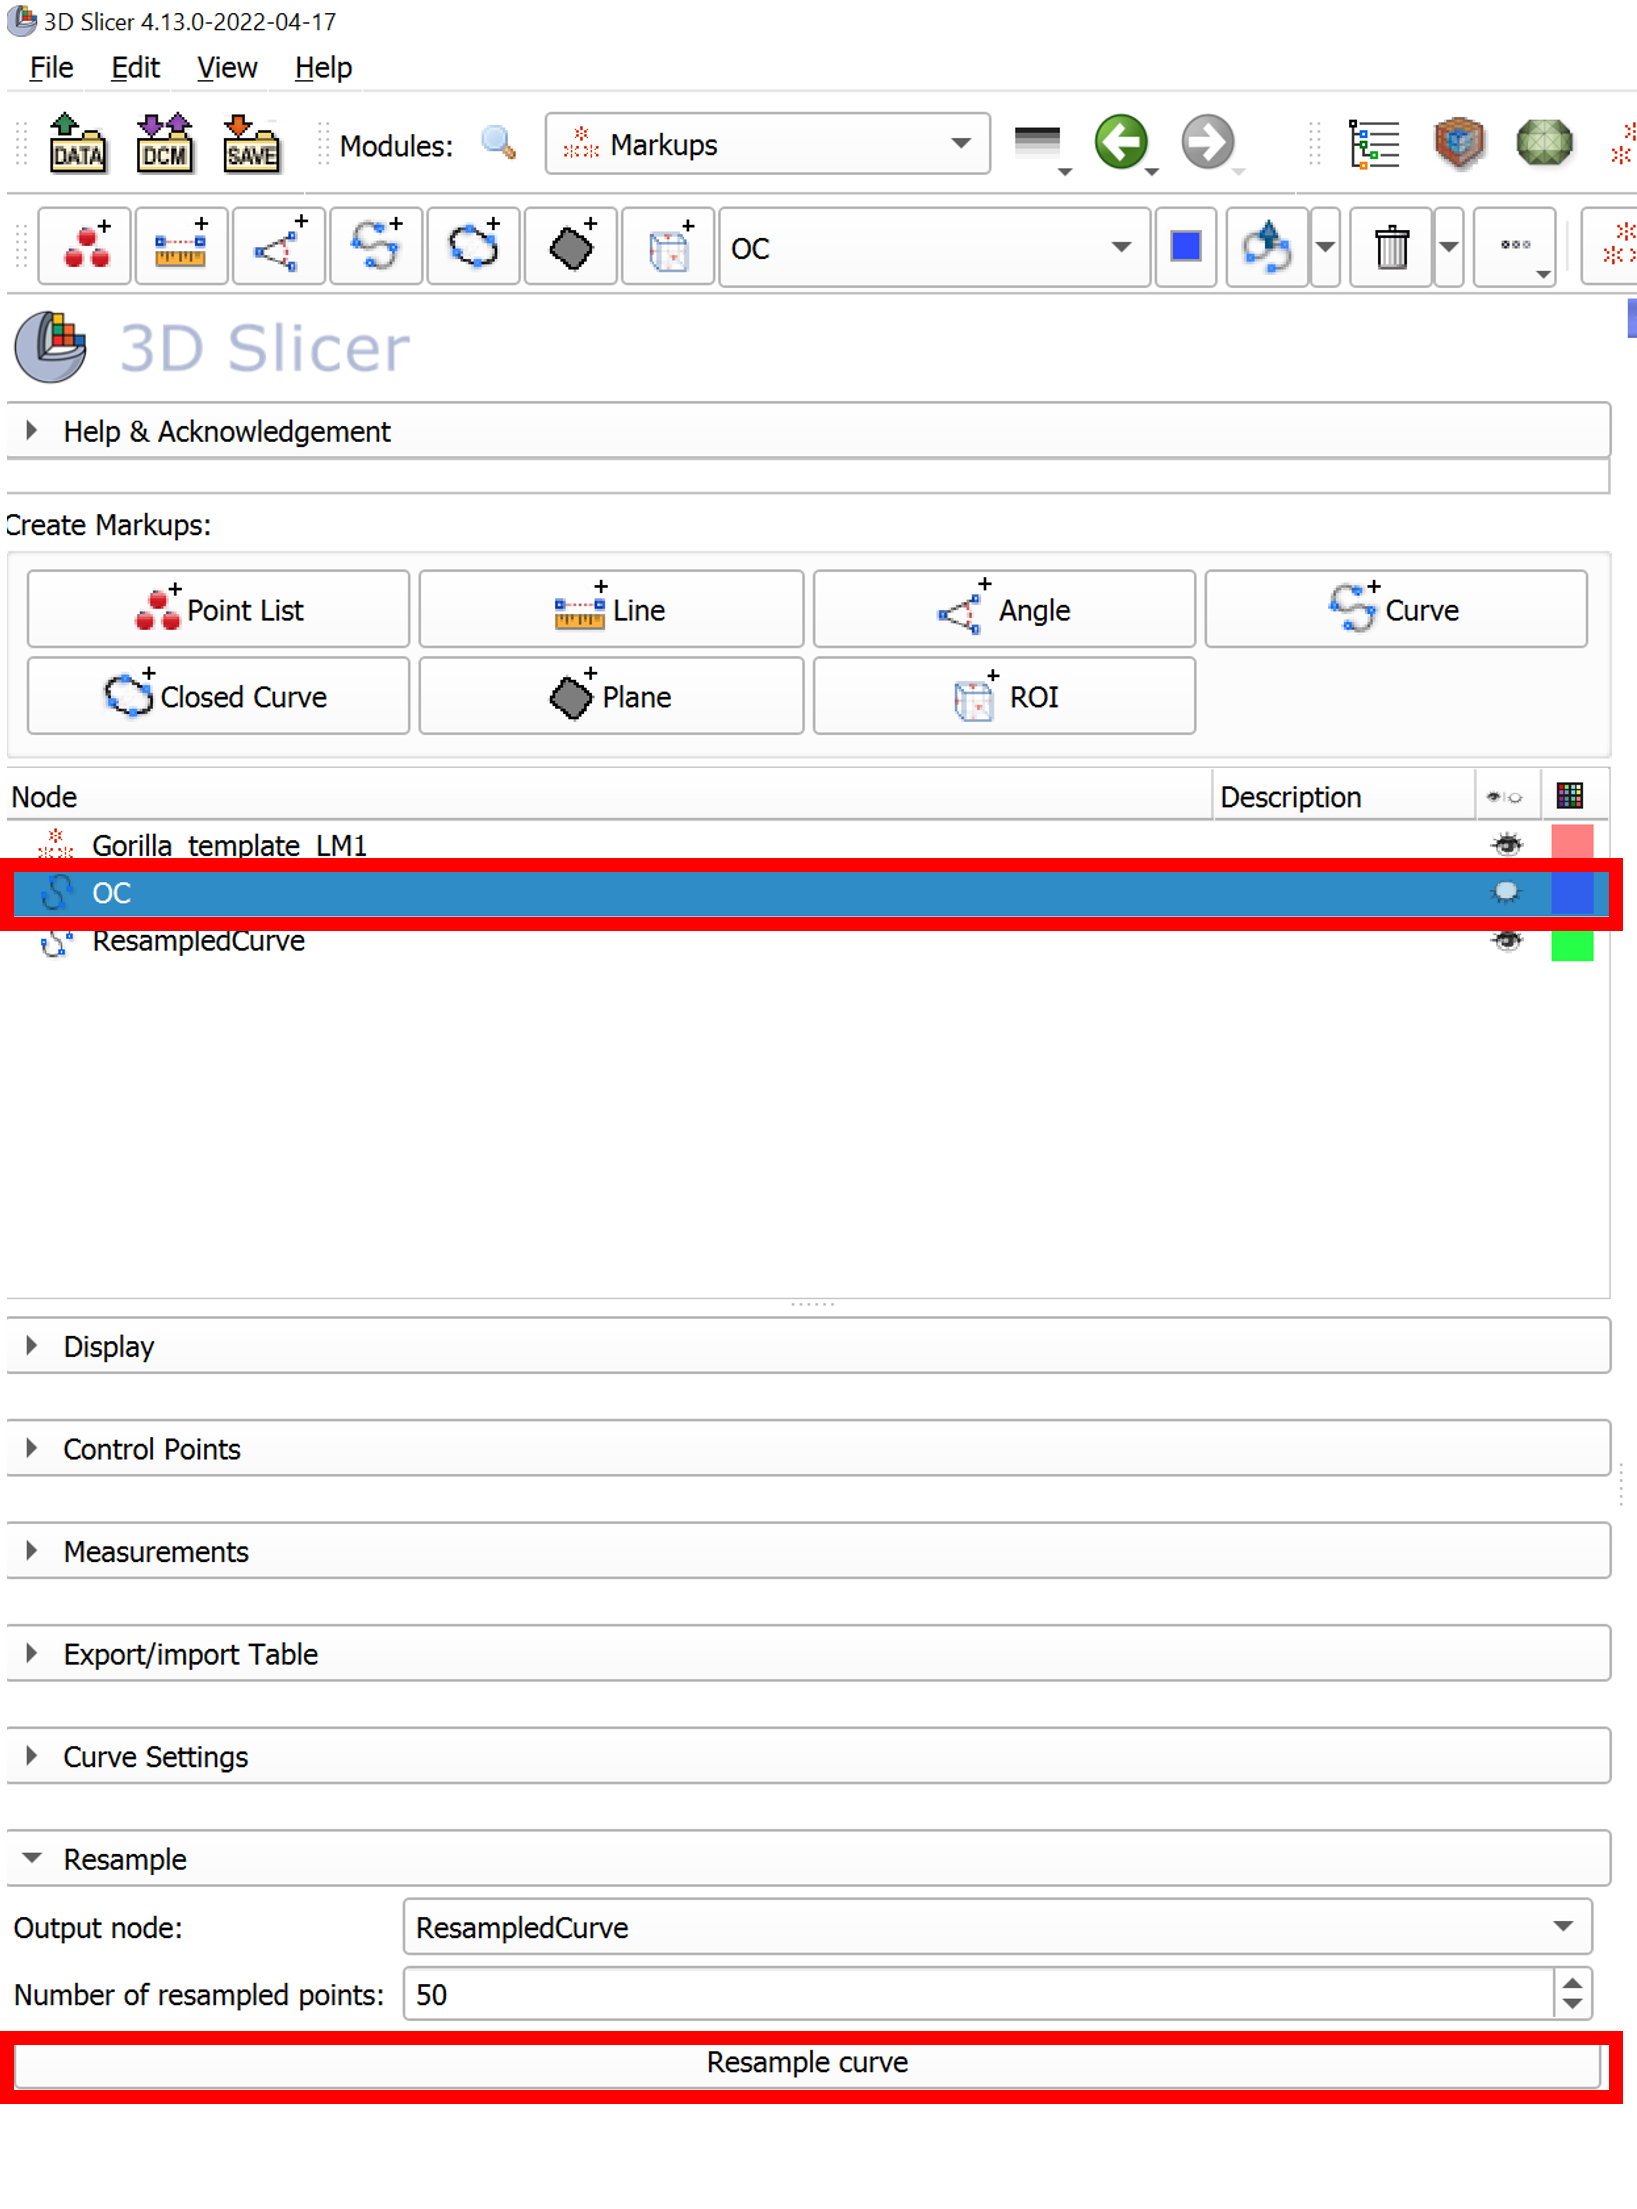 3D Slicer 4.13.0-2022-04-17
File Edit View Help
DATA DCM SAVE Modules: Markups
OC
3D Slicer
Help & Acknowledgement
Create Markups:
Point List Line Angle Curve
Closed Curve Plane ROI
Node Description
Gorilla_template_LM1
OC
ResampledCurve
Display
Control Points
Measurements
Export/import Table
Curve Settings
Resample
Output node: ResampledCurve
Number of resampled points: 50
Resample curve